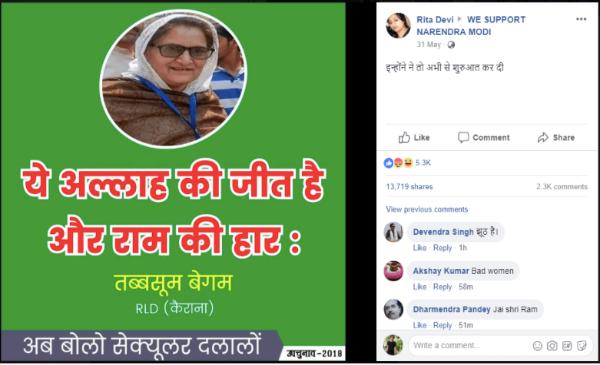 ये अल्लाह की जीत है
और राम की हार :
तब्बसूम बेगम
RLD (कैराना)
अब बोलो सेक्यूलर दलालों
उपचुनाव-2018
Rita Devi ▸ WE SUPPORT
NARENDRA MODI
31 May ·
इन्होंने ने तो अभी से शुरुआत कर दी
Like Comment Share
5.3K
13,719 shares 2.3K comments
View previous comments
Devendra Singh झूठ है।
Like · Reply · 1h
Akshay Kumar Bad women
Like · Reply · 58m
Dharmendra Pandey Jai shri Ram
Like · Reply · 51m
Write a comment...